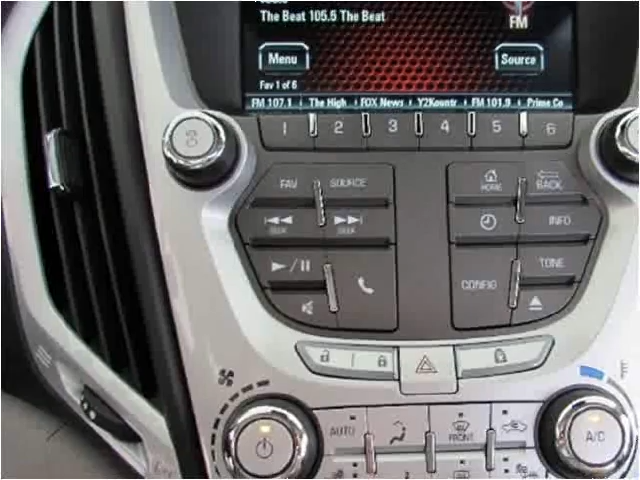 The Beat 105.5 The Beat
FM
Menu
Source
Fav 1 of 6
FM 107.1 The High FOX News Y2Kountr FM 101.9 Prime Co
1 2 3 4 5 6
FAV SOURCE
HOME BACK
SEEK SEEK
INFO
TONE
CONFIG
AUTO
FRONT
A/C